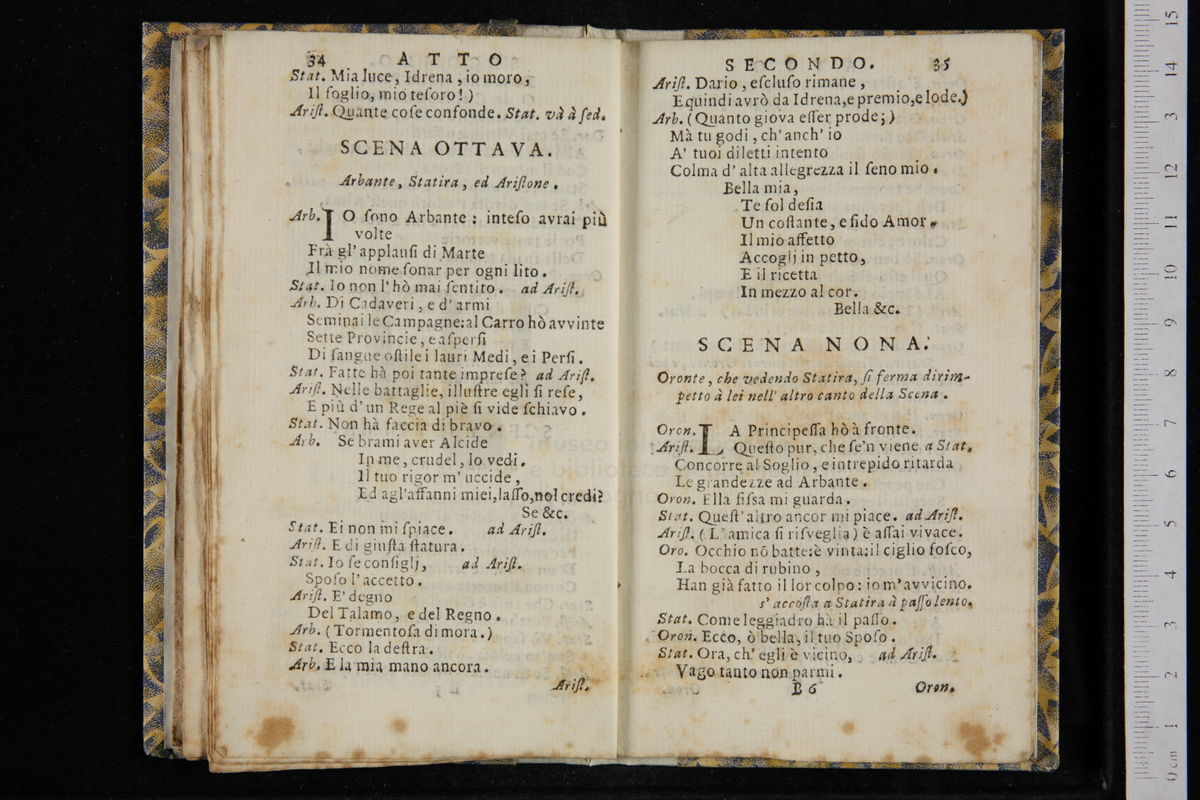 34 ATTO
Stat. Mia luce, Idrena, io moro,
Il ſoglio, mio teſoro!)
Ariſt. Quante coſe confonde. Stat. và à ſed.
SCENA OTTAVA.
Arbante, Statira, ed Ariſtone.
Arb. IO ſono Arbante: inteſo avrai più
volte
Frà gl'applauſi di Marte
Il mio nome ſonar per ogni lito.
Stat. Io non l'hò mai ſentito. ad Ariſt.
Arb. Di Cadaveri, e d'armi
Seminai le Campagne: al Carro hò avvinte
Sette Provincie, e aſperſi
Di ſangue oſtile i lauri Medi, e i Perſi.
Stat. Fatte hà poi tante impreſe? ad Ariſt.
Ariſt. Nelle battaglie, illuſtre egli ſi reſe,
E più d'un Rege al piè ſi vide ſchiavo.
Stat. Non hà faccia di bravo.
Arb. Se brami aver Alcide
In me, crudel, lo vedi.
Il tuo rigor m'uccide,
Ed agl'affanni miei, laſſo, nol credi?
Se &c.
Stat. Ei non mi ſpiace. ad Ariſt.
Ariſt. E di giuſta ſtatura.
Stat. Io ſe conſiglj, ad Ariſt.
Spoſo l'accetto.
Ariſt. E' degno
Del Talamo, e del Regno.
Arb. (Tormentoſa dimora.)
Stat. Ecco la deſtra.
Arb. E la mia mano ancora.
Ariſt.
SECONDO. 35
Ariſt. Dario, eſcluſo rimane,
E quindi avrò da Idrena, e premio, e lode.)
Arb. (Quanto giova eſſer prode;)
Mà tu godi, ch'anch'io
A' tuoi diletti intento
Colma d'alta allegrezza il ſeno mio.
Bella mia,
Te ſol deſia
Un coſtante, e fido Amor.
Il mio affetto
Accoglj in petto,
E il ricetta
In mezzo al cor.
Bella &c.
SCENA NONA.
Oronte, che vedendo Statira, ſi ferma dirim-
petto à lei nell'altro canto della Scena.
Oron. LA Principeſſa hò à fronte.
Ariſt. Queſto pur, che ſe'n viene a Stat.
Concorre al Soglio, e intrepido ritarda
Le grandezze ad Arbante.
Oron. Ella fiſsa mi guarda.
Stat. Queſt'altro ancor mi piace. ad Ariſt.
Ariſt. (L'amica ſi riſveglia) è aſſai vivace.
Oro. Occhio nõ batte: è vinta: il ciglio foſco,
La bocca di rubino,
Han già fatto il lor colpo: io m'avvicino.
s'accoſta a Statira à paſſo lento.
Stat. Come leggiadro hà il paſſo.
Oron. Ecco, ò bella, il tuo Spoſo.
Stat. Ora, ch'egli è vicino, ad Ariſt.
Vago tanto non parmi.
B 6 Oron.